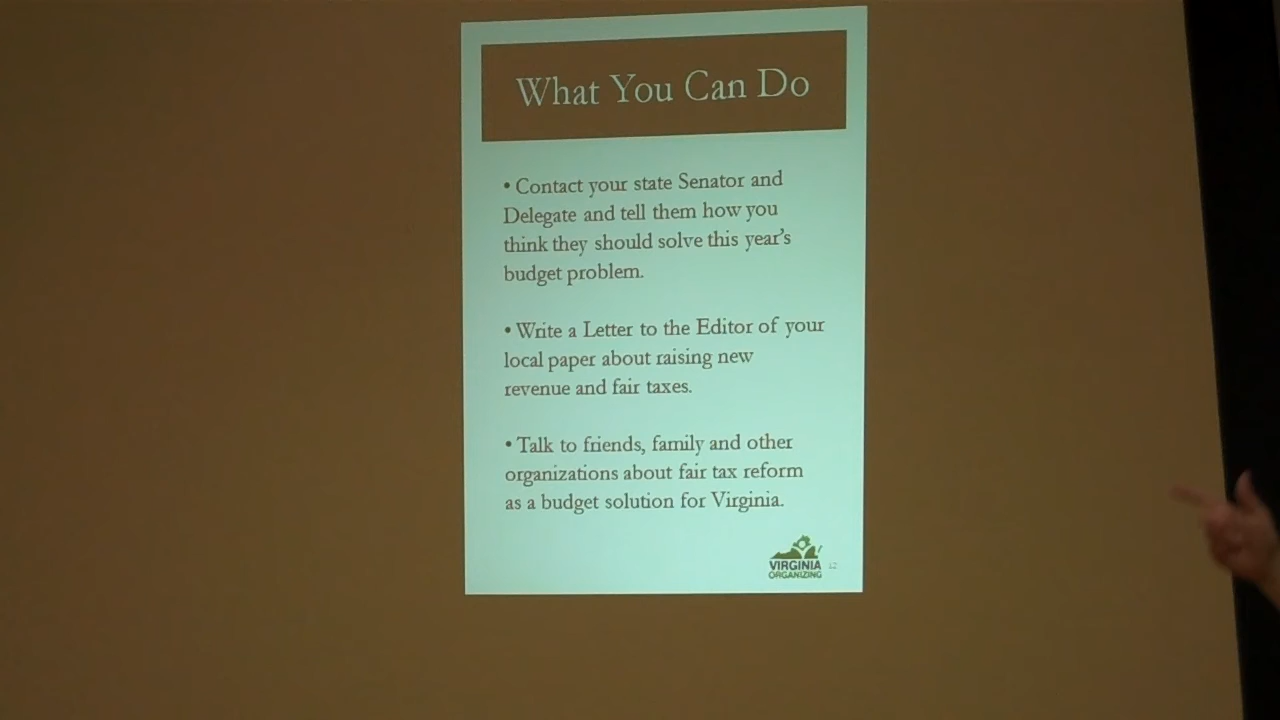 What You Can Do
• Contact your state Senator and
Delegate and tell them how you
think they should solve this year's
budget problem.
• Write a Letter to the Editor of your
local paper about raising new
revenue and fair taxes.
• Talk to friends, family and other
organizations about fair tax reform
as a budget solution for Virginia.
VIRGINIA
ORGANIZING